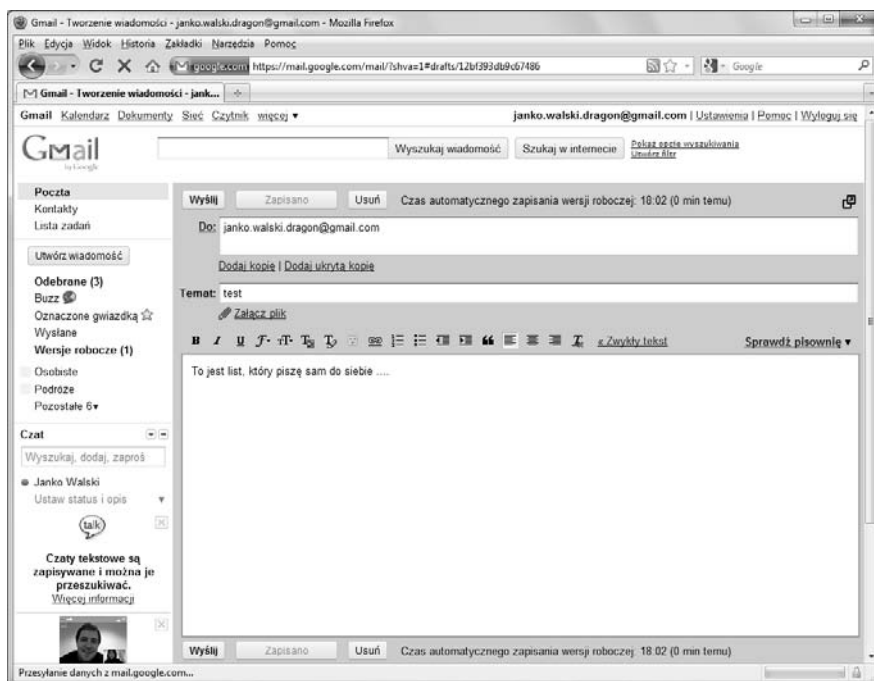 Gmail - Tworzenie wiadomości - janko.walski.dragon@gmail.com - Mozilla Firefox
Plik Edycja Widok Historia Zakładki Narzędzia Pomoc
google.com https://mail.google.com/mail/?shva=1#drafts/12bf393db9c67486 Google
Gmail - Tworzenie wiadomości - jank...
Gmail Kalendarz Dokumenty Sieć Czytnik więcej ▼ janko.walski.dragon@gmail.com | Ustawienia | Pomoc | Wyloguj się
Gmail by Google Wyszukaj wiadomość Szukaj w internecie Pokaż opcje wyszukiwania
Utwórz filtr
Poczta
Kontakty
Lista zadań
Utwórz wiadomość
Odebrane (3)
Buzz
Oznaczone gwiazdką
Wysłane
Wersje robocze (1)
Osobiste
Podróże
Pozostałe 6▼
Czat
Wyszukaj, dodaj, zaproś
Janko Walski
Ustaw status i opis ▼
talk
Czaty tekstowe są
zapisywane i można je
przeszukiwać.
Więcej informacji
Wyślij Zapisano Usuń Czas automatycznego zapisania wersji roboczej: 18:02 (0 min temu)
Do: janko.walski.dragon@gmail.com
Dodaj kopię | Dodaj ukrytą kopię
Temat: test
Załącz plik
B I U « Zwykły tekst Sprawdź pisownię ▼
To jest list, który piszę sam do siebie ....
Wyślij Zapisano Usuń Czas automatycznego zapisania wersji roboczej: 18:02 (0 min temu)
Przesyłanie danych z mail.google.com...